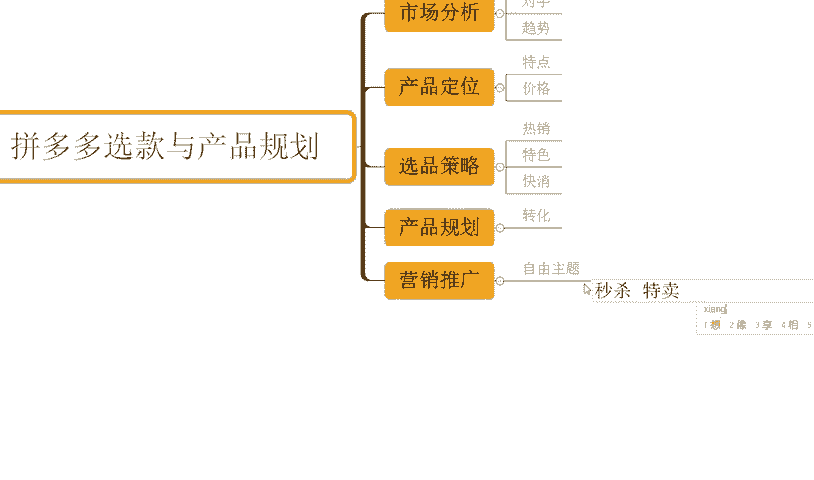 市场分析
对手
趋势
产品定位
特点
价格
拼多多选款与产品规划
选品策略
热销
特色
快消
产品规划
转化
营销推广
自由主题
秒杀 特卖
xiang
1想 2像 3享 4相 5